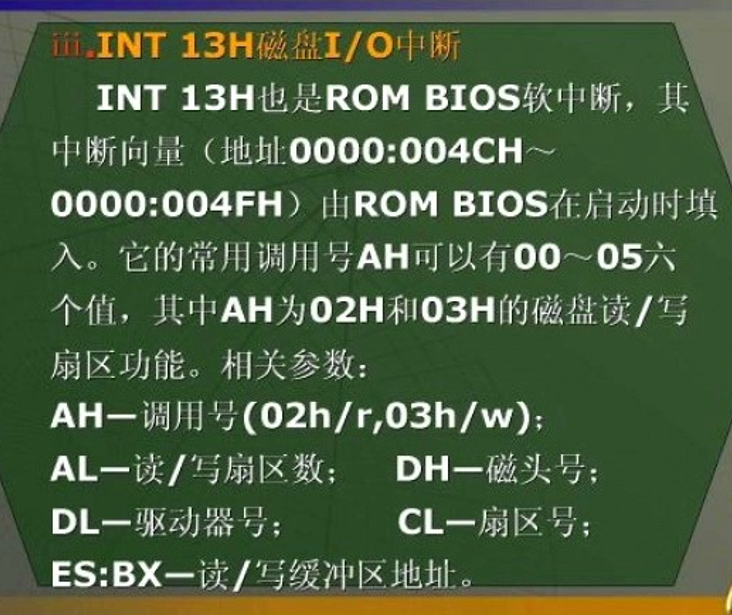 ⅲ.INT 13H磁盘I/O中断
INT 13H也是ROM BIOS软中断，其
中断向量（地址0000:004CH～
0000:004FH）由ROM BIOS在启动时填
入。它的常用调用号AH可以有00～05六
个值，其中AH为02H和03H的磁盘读/写
扇区功能。相关参数：
AH—调用号(02h/r,03h/w)；
AL—读/写扇区数； DH—磁头号；
DL—驱动器号； CL—扇区号；
ES:BX—读/写缓冲区地址。